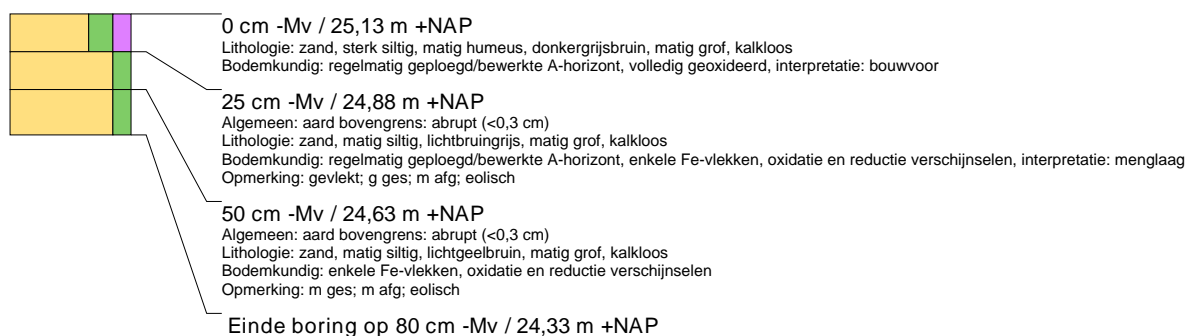 0 cm -Mv / 25,13 m +NAP
Lithologie: zand, sterk siltig, matig humeus, donkergrijsbruin, matig grof, kalkloos
Bodemkundig: regelmatig geploegd/bewerkte A-horizont, volledig geoxideerd, interpretatie: bouwvoor
25 cm -Mv / 24,88 m +NAP
Algemeen: aard bovengrens: abrupt (<0,3 cm)
Lithologie: zand, matig siltig, lichtbruingrijs, matig grof, kalkloos
Bodemkundig: regelmatig geploegd/bewerkte A-horizont, enkele Fe-vlekken, oxidatie en reductie verschijnselen, interpretatie: menglaag
Opmerking: gevlekt; g ges; m afg; eolisch
50 cm -Mv / 24,63 m +NAP
Algemeen: aard bovengrens: abrupt (<0,3 cm)
Lithologie: zand, matig siltig, lichtgeelbruin, matig grof, kalkloos
Bodemkundig: enkele Fe-vlekken, oxidatie en reductie verschijnselen
Opmerking: m ges; m afg; eolisch
Einde boring op 80 cm -Mv / 24,33 m +NAP